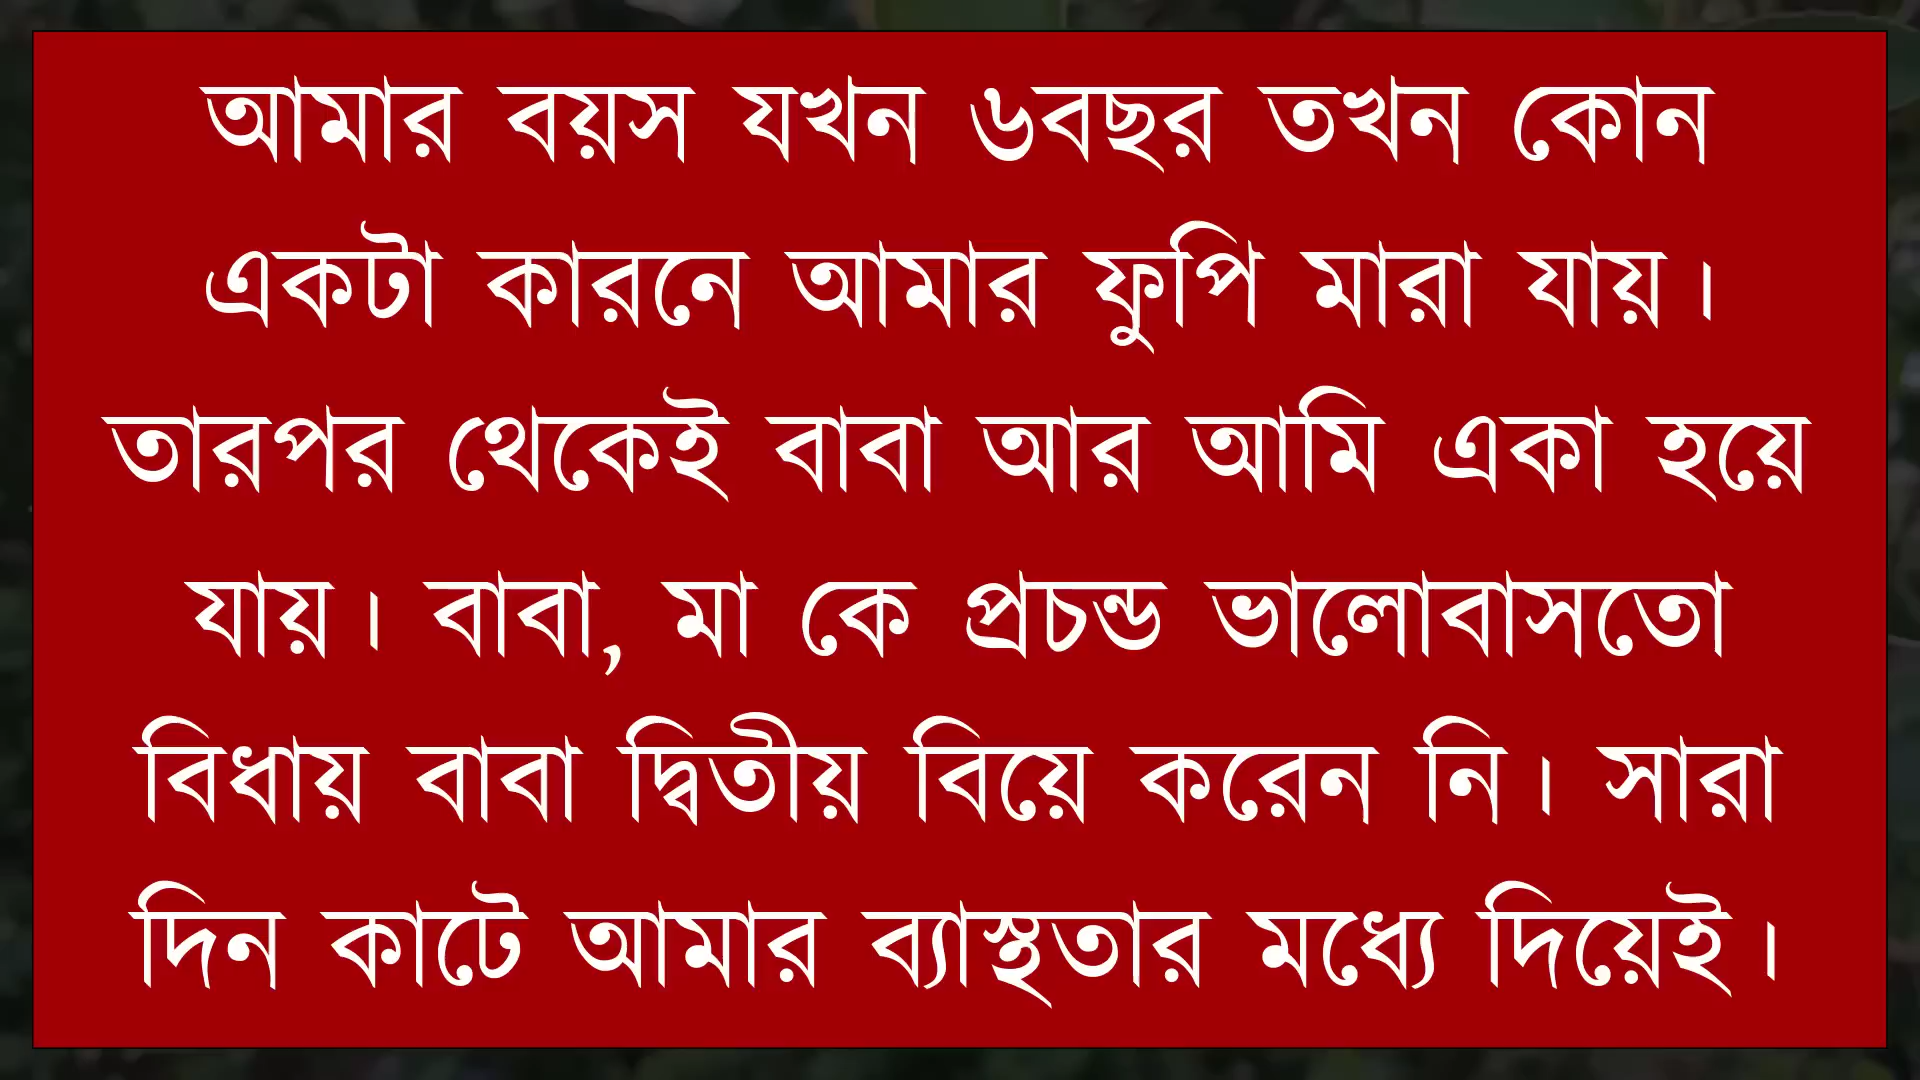 আমার বয়স যখন ৬বছর তখন কোন
একটা কারনে আমার ফুপি মারা যায়।
তারপর থেকেই বাবা আর আমি একা হয়ে
যায়। বাবা, মা কে প্রচন্ড ভালোবাসতো
বিধায় বাবা দ্বিতীয় বিয়ে করেন নি। সারা
দিন কাটে আমার ব্যাস্থতার মধ্যে দিয়েই।